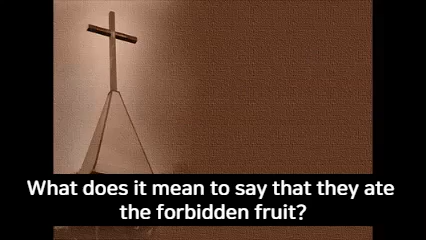 What does it mean to say that they ate
the forbidden fruit?